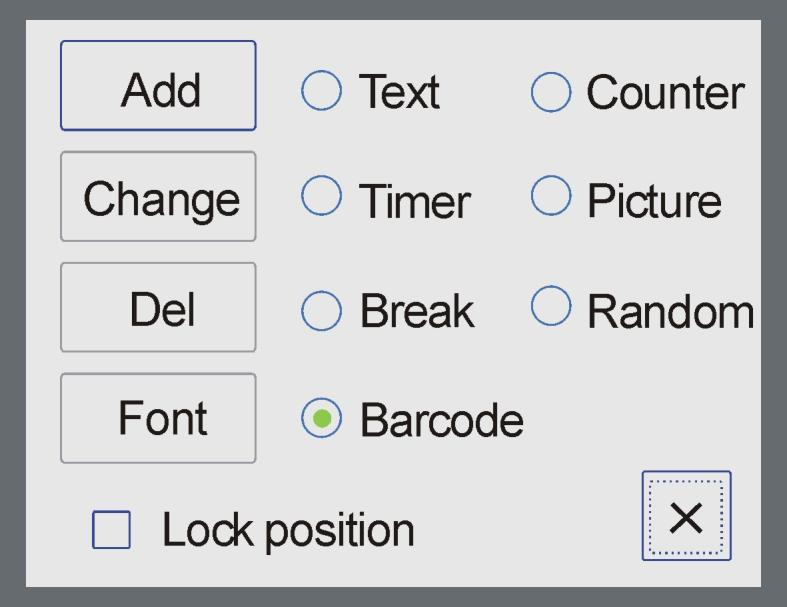 Add Text Counter
Change Timer Picture
Del Break Random
Font Barcode
Lock position
×